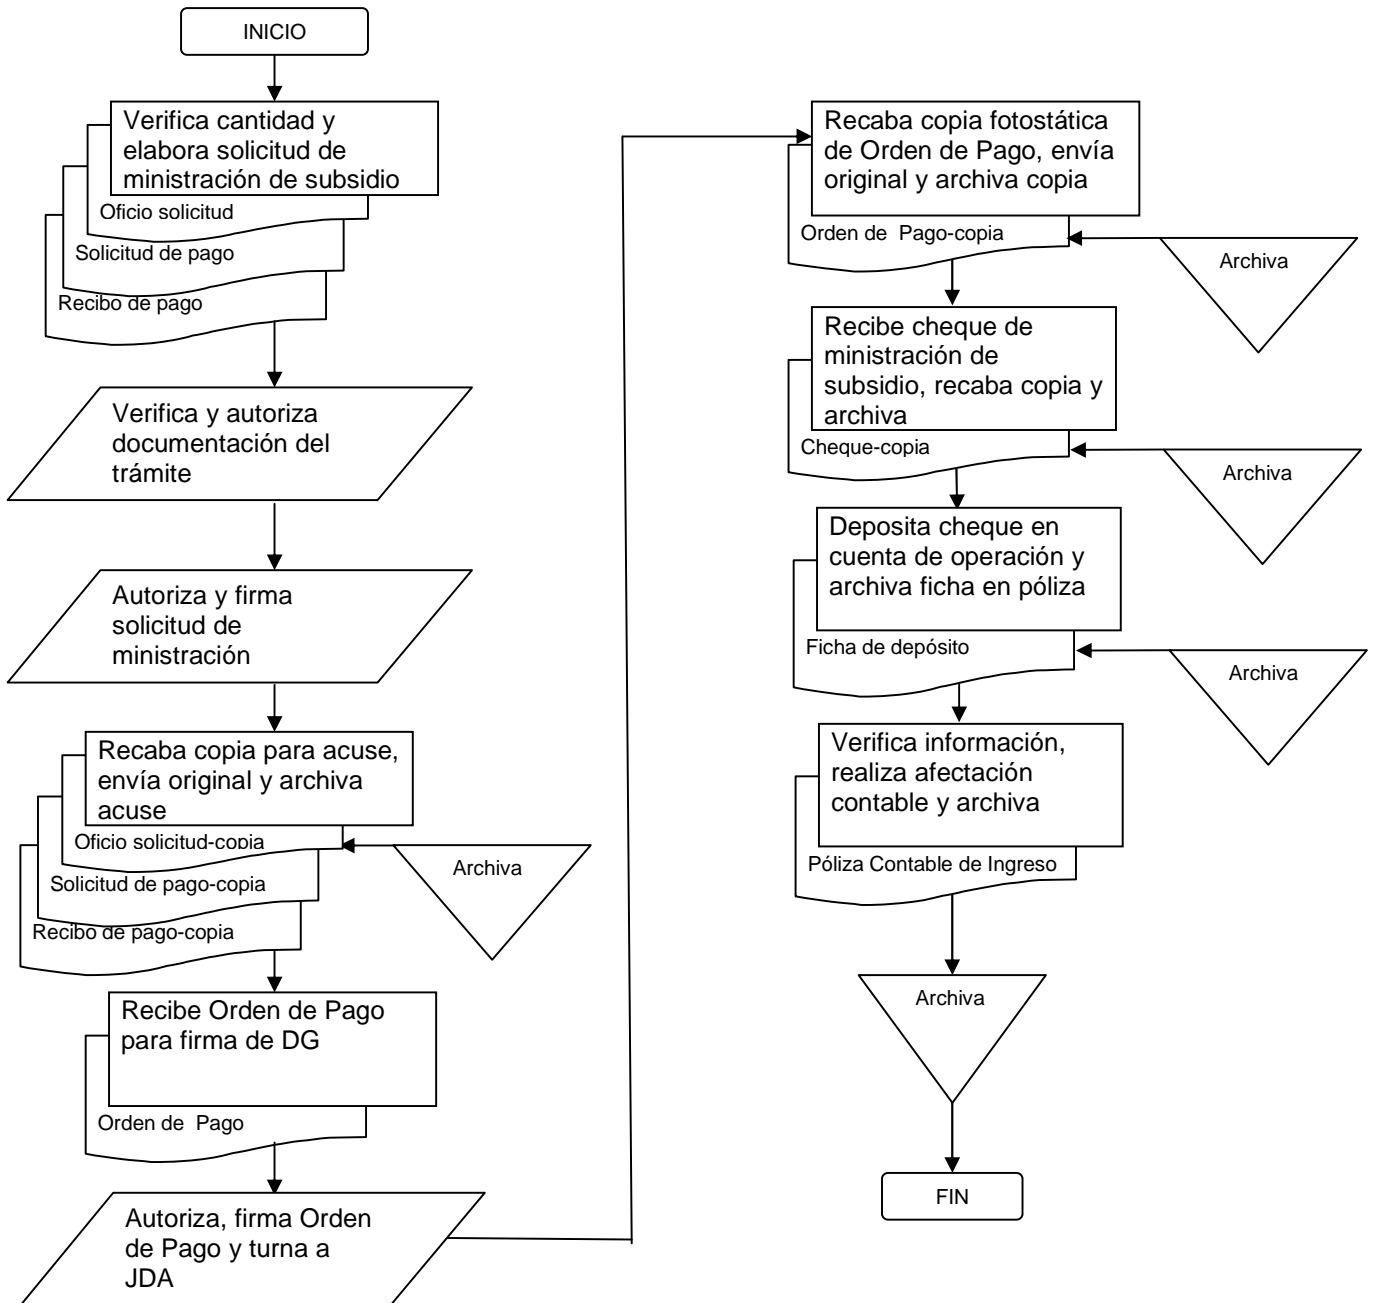 INICIO
Verifica cantidad y
elabora solicitud de
ministración de subsidio
Oficio solicitud
Solicitud de pago
Recibo de pago
Verifica y autoriza
documentación del
trámite
Autoriza y firma
solicitud de
ministración
Recaba copia para acuse,
envía original y archiva
acuse
Oficio solicitud-copia
Solicitud de pago-copia
Recibo de pago-copia
Archiva
Recibe Orden de Pago
para firma de DG
Orden de Pago
Autoriza, firma Orden
de Pago y turna a
JDA
Recaba copia fotostática
de Orden de Pago, envía
original y archiva copia
Orden de Pago-copia
Archiva
Recibe cheque de
ministración de
subsidio, recaba copia y
archiva
Cheque-copia
Archiva
Deposita cheque en
cuenta de operación y
archiva ficha en póliza
Ficha de depósito
Archiva
Verifica información,
realiza afectación
contable y archiva
Póliza Contable de Ingreso
Archiva
FIN